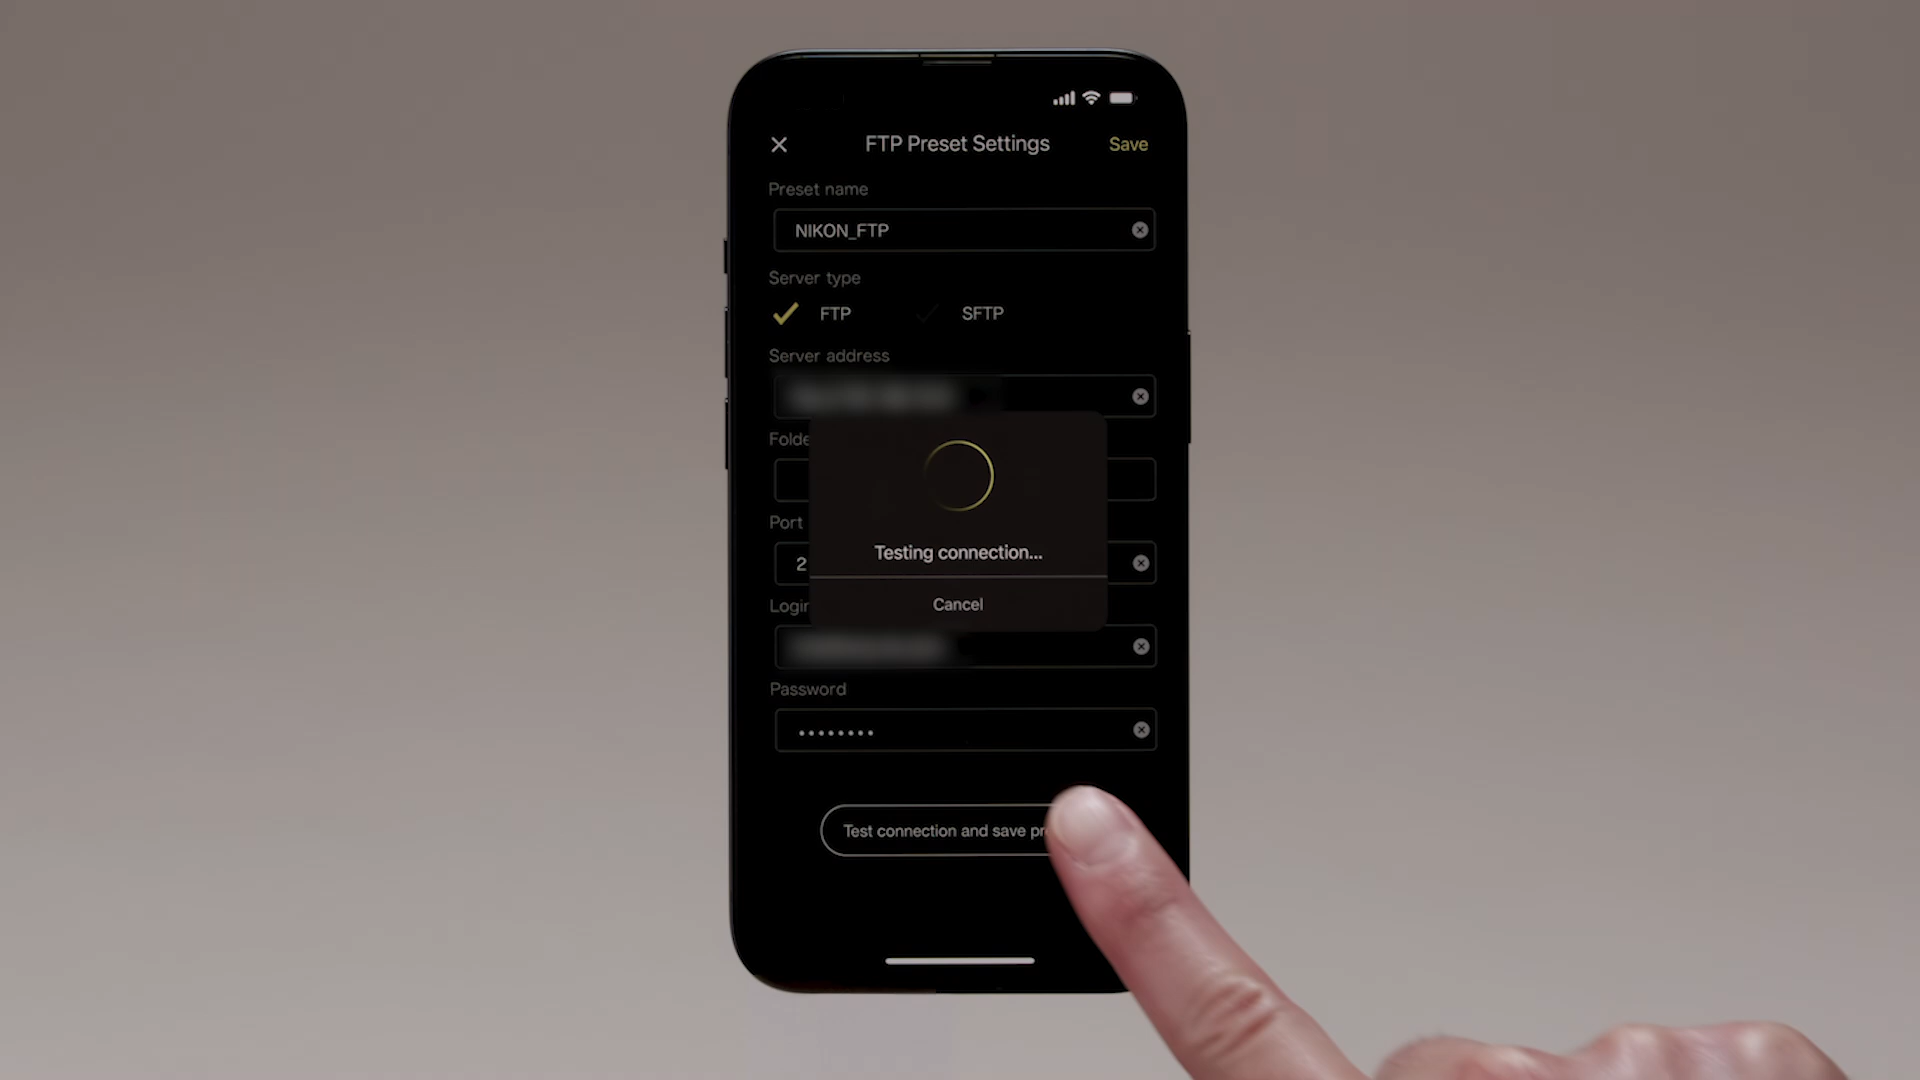 FTP Preset Settings
Save
Preset name
NIKON_FTP
Server type
FTP
SFTP
Server address
Port
Testing connection...
Cancel
Password
Test connection and save